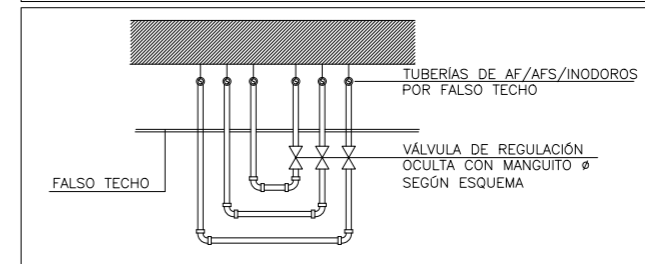 TUBERÍAS DE AF/AFS/INODOROS
POR FALSO TECHO
VÁLVULA DE REGULACIÓN
OCULTA CON MANGUITO Ø
SEGÚN ESQUEMA
FALSO TECHO